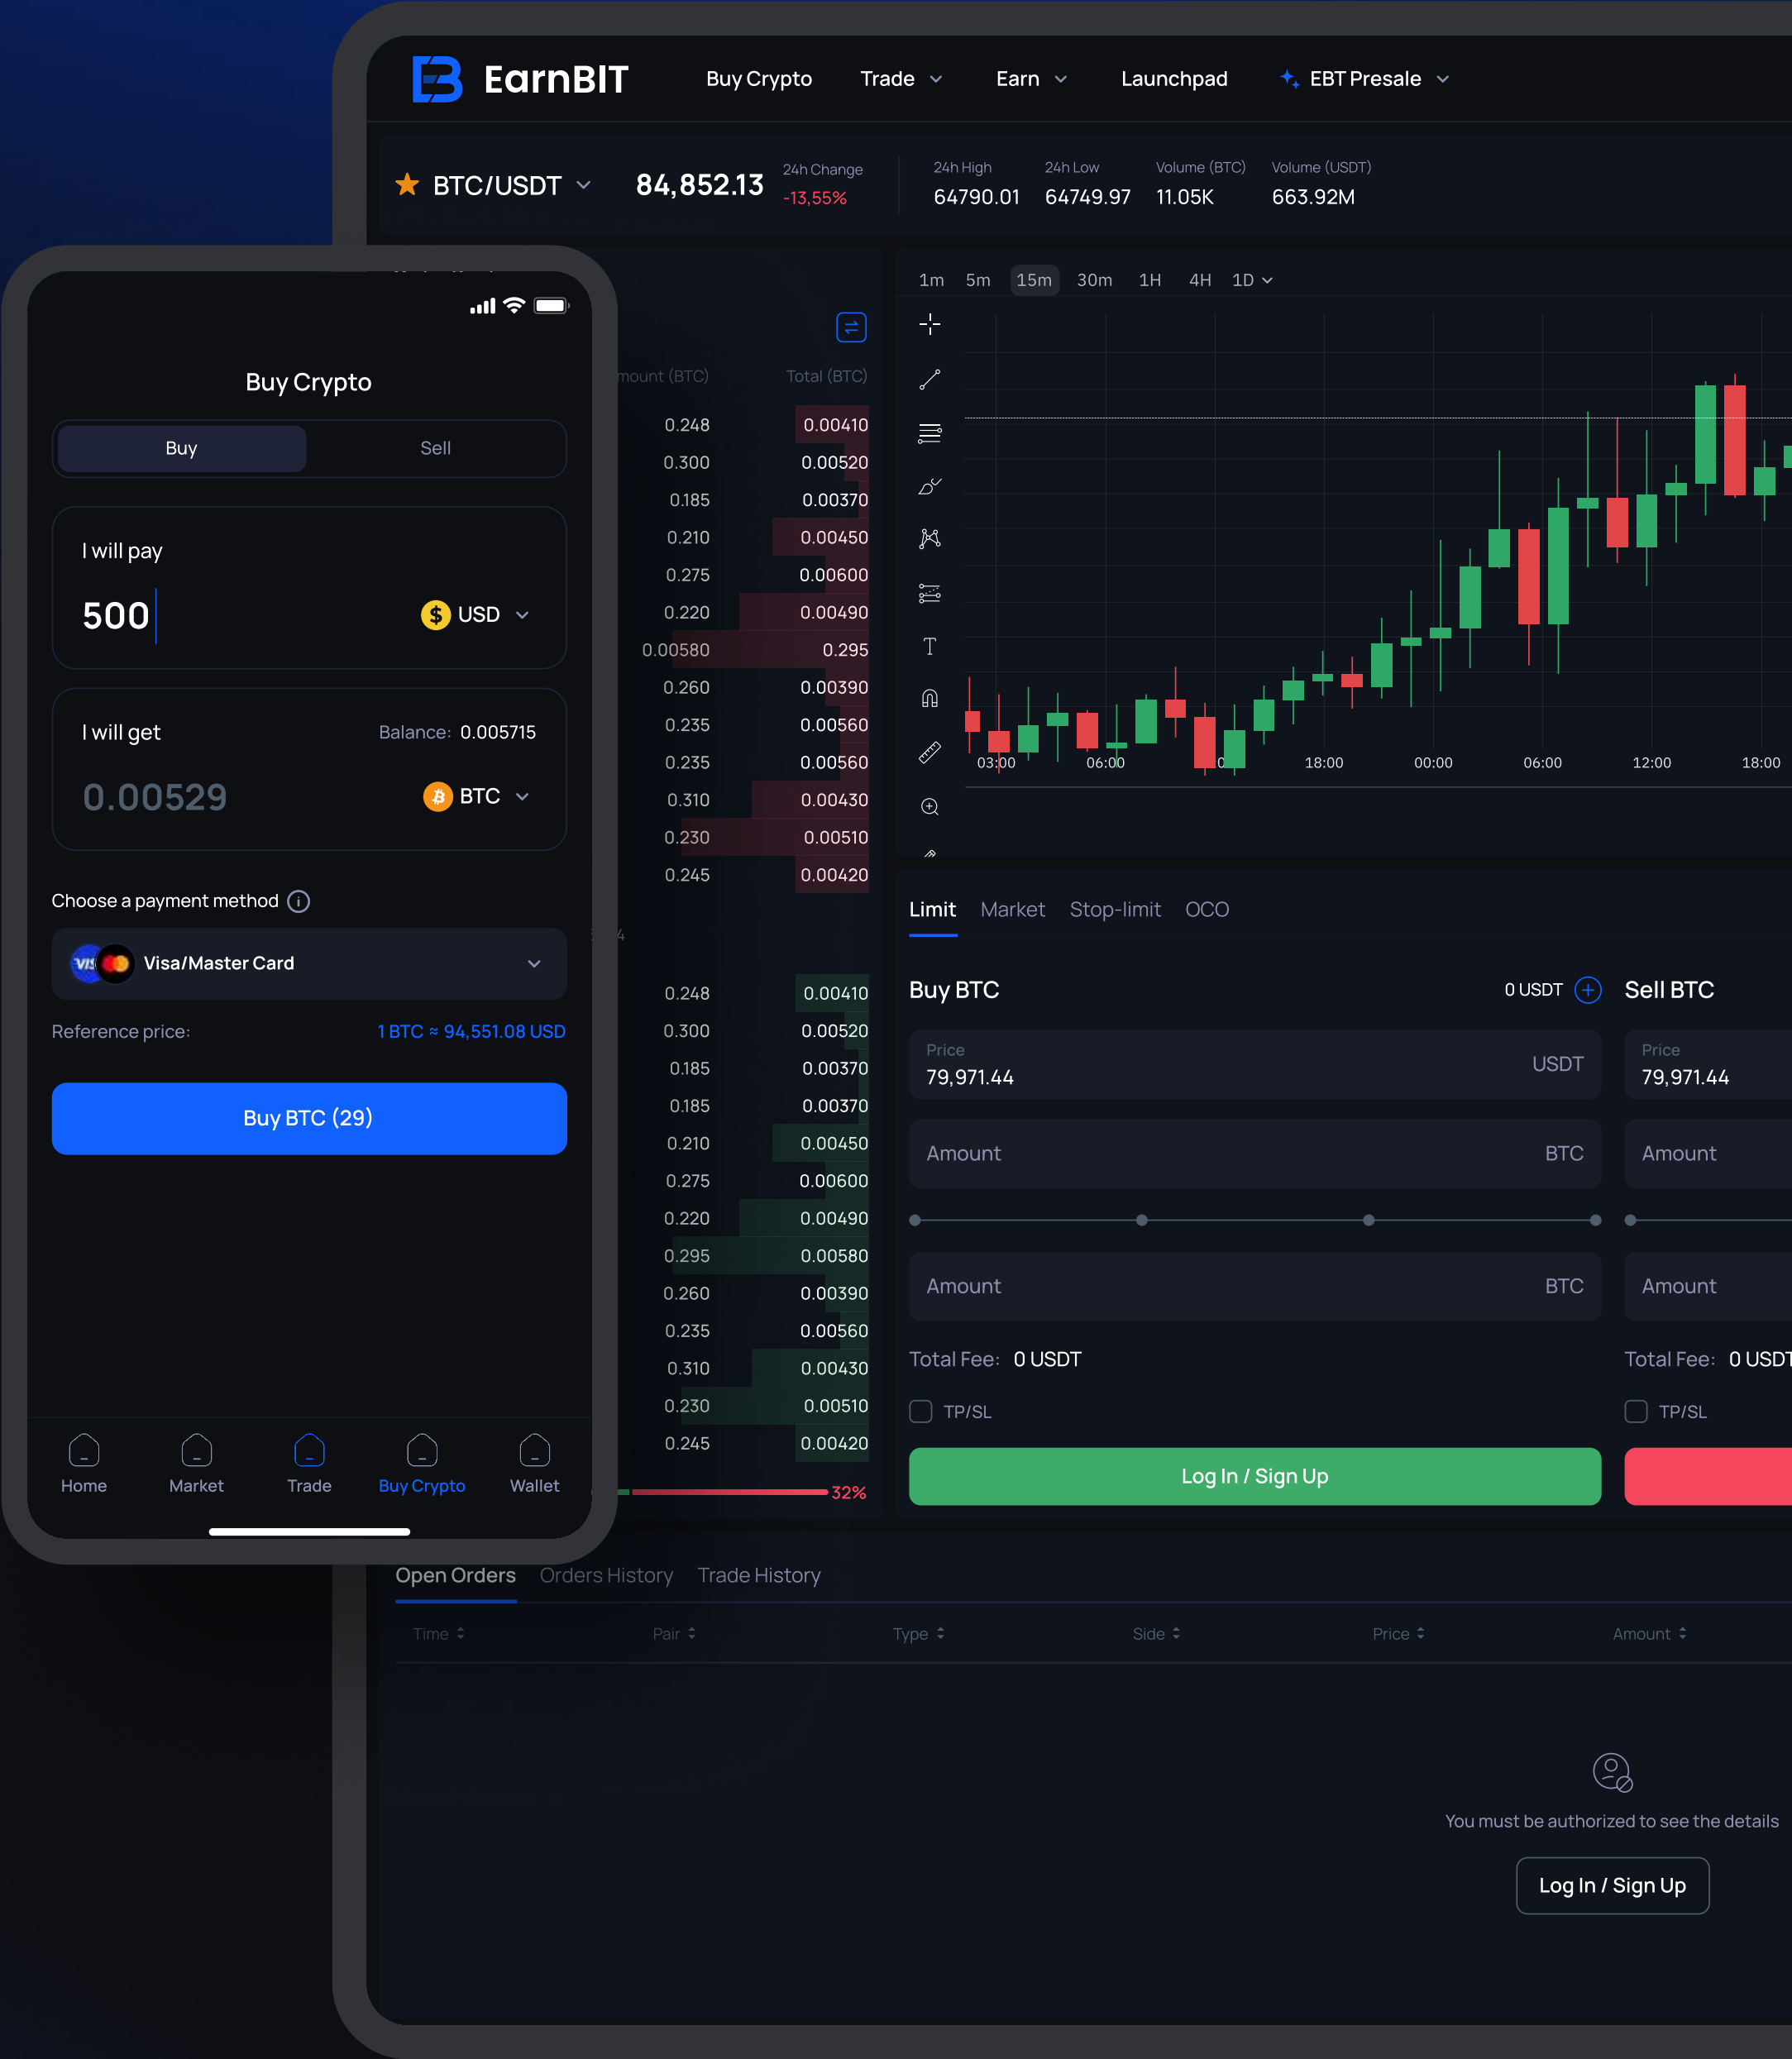 EarnBIT
Buy Crypto Trade Earn Launchpad EBT Presale
BTC/USDT 84,852.13 24h Change -13,55%
24h High 24h Low Volume (BTC) Volume (USDT)
64790.01 64749.97 11.05K 663.92M
Buy Crypto
Buy Sell
I will pay
500 USD
I will get Balance: 0.005715
0.00529 BTC
Choose a payment method
VIS Visa/Master Card
Reference price: 1 BTC ≈ 94,551.08 USD
Buy BTC (29)
Home Market Trade Buy Crypto Wallet
mount (BTC) Total (BTC)
0.248 0.00410
0.300 0.00520
0.185 0.00370
0.210 0.00450
0.275 0.00600
0.220 0.00490
0.00580 0.295
0.260 0.00390
0.235 0.00560
0.235 0.00560
0.310 0.00430
0.230 0.00510
0.245 0.00420
4
0.248 0.00410
0.300 0.00520
0.185 0.00370
0.185 0.00370
0.210 0.00450
0.275 0.00600
0.220 0.00490
0.295 0.00580
0.260 0.00390
0.235 0.00560
0.310 0.00430
0.230 0.00510
0.245 0.00420
32%
1m 5m 15m 30m 1H 4H 1D
T
03:00 06:00 18:00 00:00 06:00 12:00 18:00
Limit Market Stop-limit OCO
Buy BTC 0 USDT
Price
79,971.44 USDT
Amount BTC
Amount BTC
Total Fee: 0 USDT
TP/SL
Log In / Sign Up
Sell BTC
Price
79,971.44
Amount
Amount
Total Fee: 0 USDT
TP/SL
Open Orders Orders History Trade History
Time Pair Type Side Price Amount
You must be authorized to see the details
Log In / Sign Up